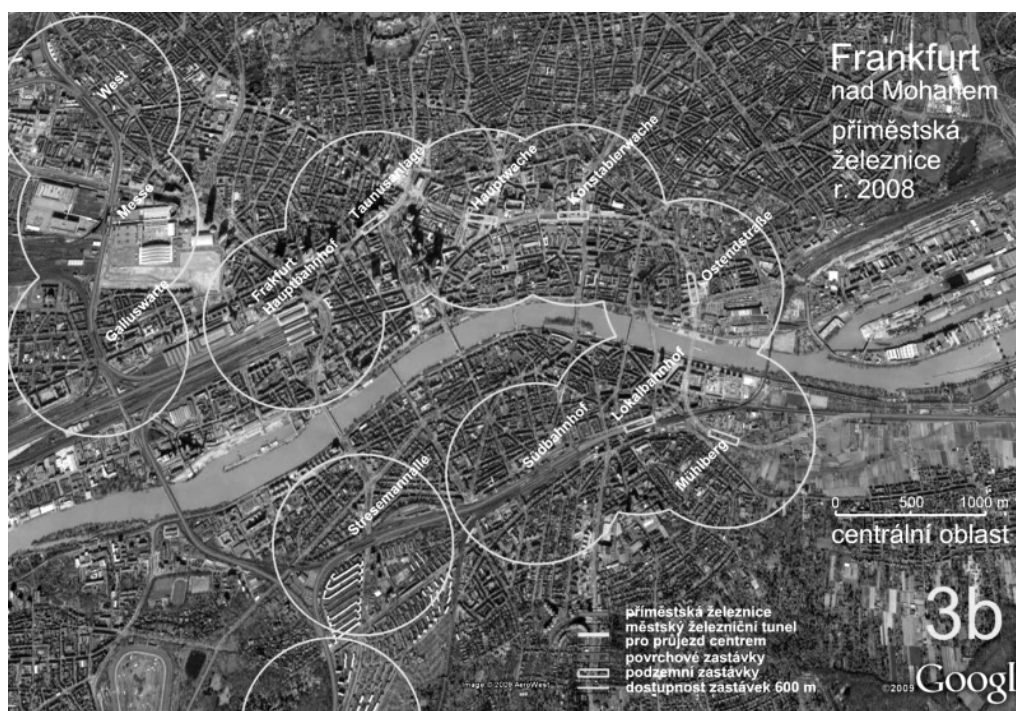 Frankfurt
nad Mohanem
příměstská
železnice
r. 2008
West
Messe
Galluswarte
Frakfurt
Hauptbahnhof
Taunusanlage
Hauptwache
Konstablerwache
Ostendstraße
Lokalbahnhof
Südbahnhof
Mühlberg
Stresemannalle
0 500 1000 m
centrální oblast
3b
příměstská železnice
městský železniční tunel
pro průjezd centrem
povrchové zastávky
podzemní zastávky
dostupnost zastávek 600 m
Image © 2009 AeroWest
©2009 Googl